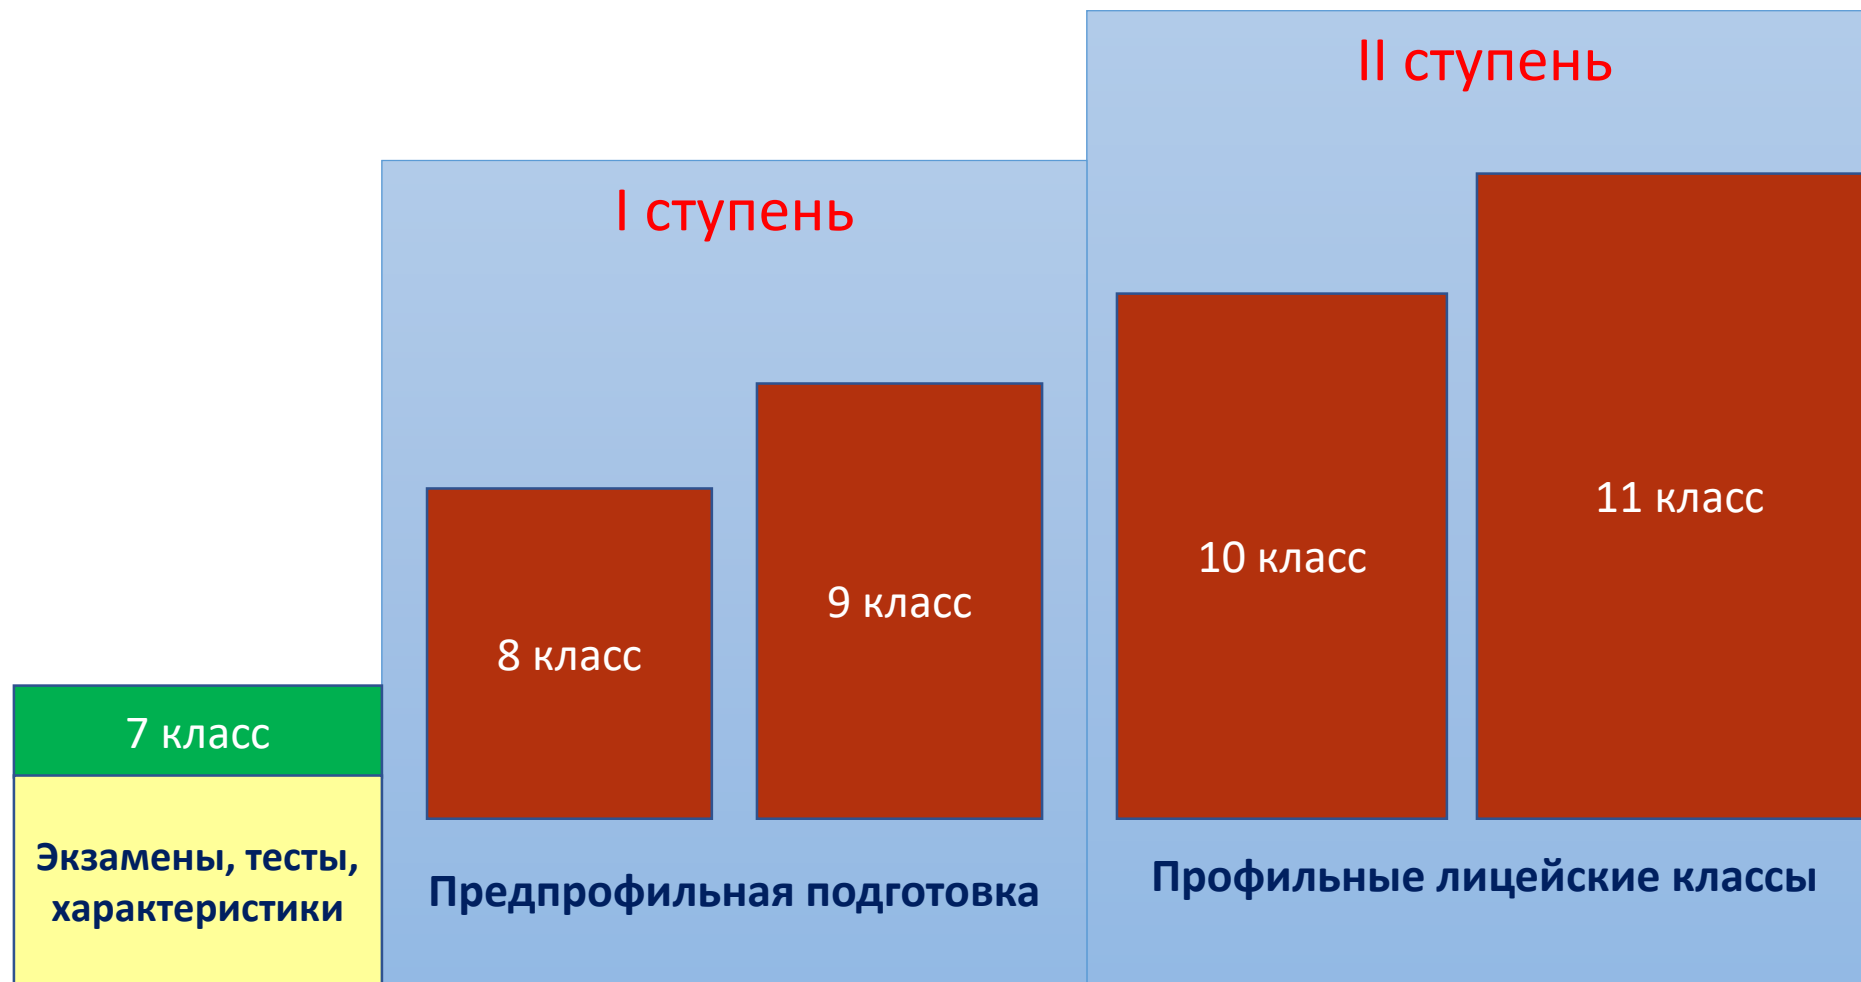 II ступень
I ступень
11 класс
10 класс
9 класс
8 класс
7 класс
Экзамены, тесты,
характеристики
Предпрофильная подготовка
Профильные лицейские классы